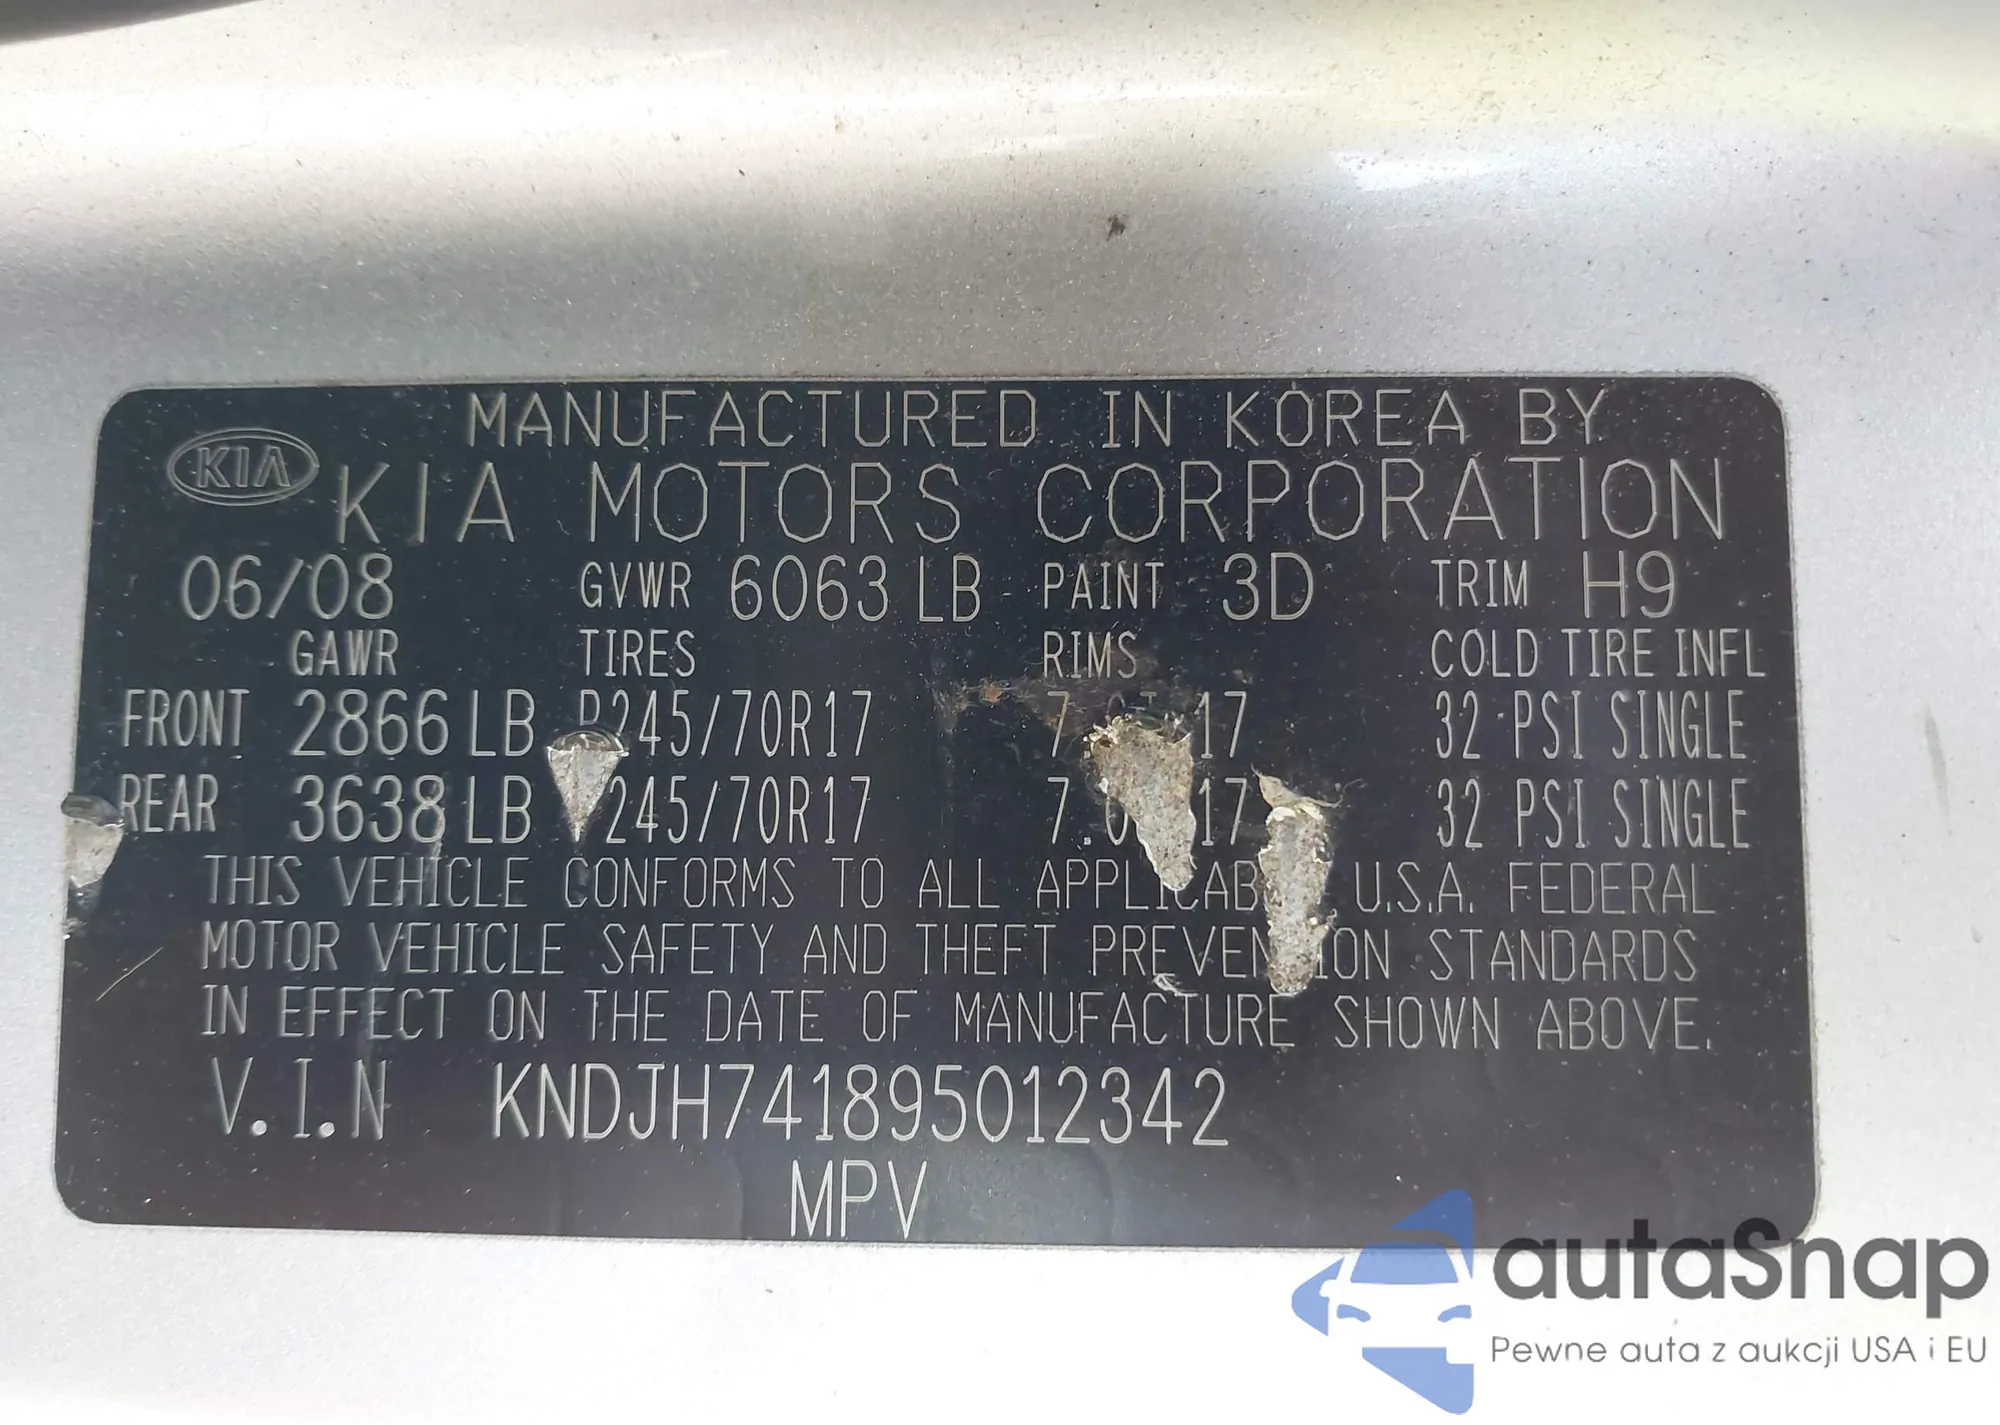 MANUFACTURED IN KOREA BY
KIA KIA MOTORS CORPORATION
06/08 GVWR 6063 LB PAINT 3D TRIM H9
GAWR TIRES RIMS COLD TIRE INFL
FRONT 2866 LB P245/70R17 17 32 PSI SINGLE
REAR 3638 LB 245/70R17 17 32 PSI SINGLE
THIS VEHICLE CONFORMS TO ALL U.S.A. FEDERAL
MOTOR VEHICLE SAFETY AND THEFT PREVENTION STANDARDS
IN EFFECT ON THE DATE OF MANUFACTURE SHOWN ABOVE.
V.I.N KNDJH741895012342
MPV
autaSnap
Pewne auta z aukcji USA i EU